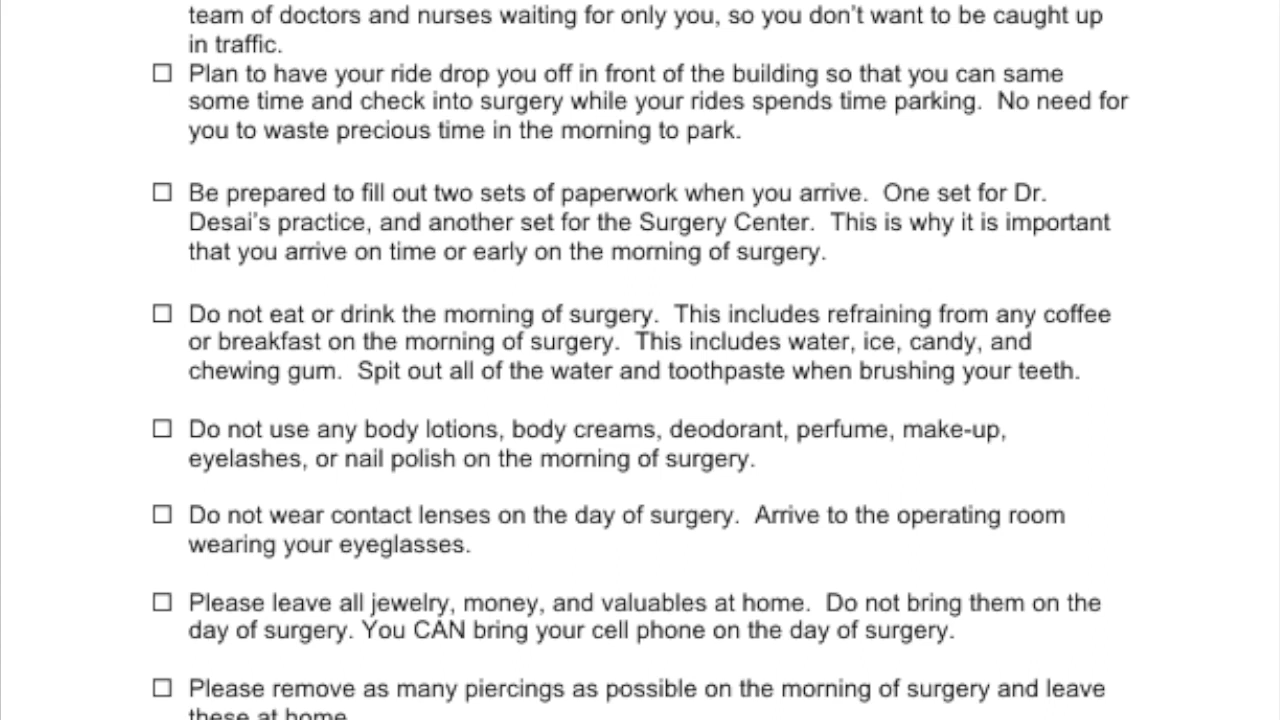 team of doctors and nurses waiting for only you, so you don't want to be caught up
in traffic.
☐ Plan to have your ride drop you off in front of the building so that you can same
some time and check into surgery while your rides spends time parking.  No need for
you to waste precious time in the morning to park.
☐ Be prepared to fill out two sets of paperwork when you arrive.  One set for Dr.
Desai's practice, and another set for the Surgery Center.  This is why it is important
that you arrive on time or early on the morning of surgery.
☐ Do not eat or drink the morning of surgery.  This includes refraining from any coffee
or breakfast on the morning of surgery.  This includes water, ice, candy, and
chewing gum.  Spit out all of the water and toothpaste when brushing your teeth.
☐ Do not use any body lotions, body creams, deodorant, perfume, make-up,
eyelashes, or nail polish on the morning of surgery.
☐ Do not wear contact lenses on the day of surgery.  Arrive to the operating room
wearing your eyeglasses.
☐ Please leave all jewelry, money, and valuables at home.  Do not bring them on the
day of surgery. You CAN bring your cell phone on the day of surgery.
☐ Please remove as many piercings as possible on the morning of surgery and leave
these at home.